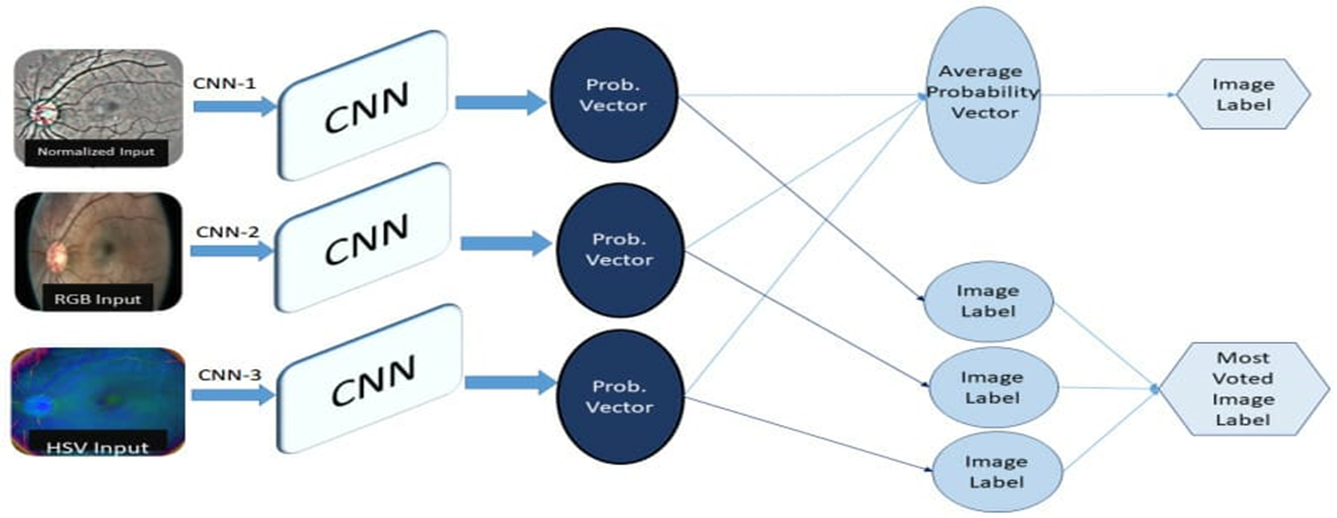 CNN-1
CNN
Normalized Input
Prob.
Vector
Average
Probability
Vector
Image
Label
CNN-2
CNN
RGB Input
Prob.
Vector
Image
Label
CNN-3
CNN
HSV Input
Prob.
Vector
Image
Label
Image
Label
Most
Voted
Image
Label